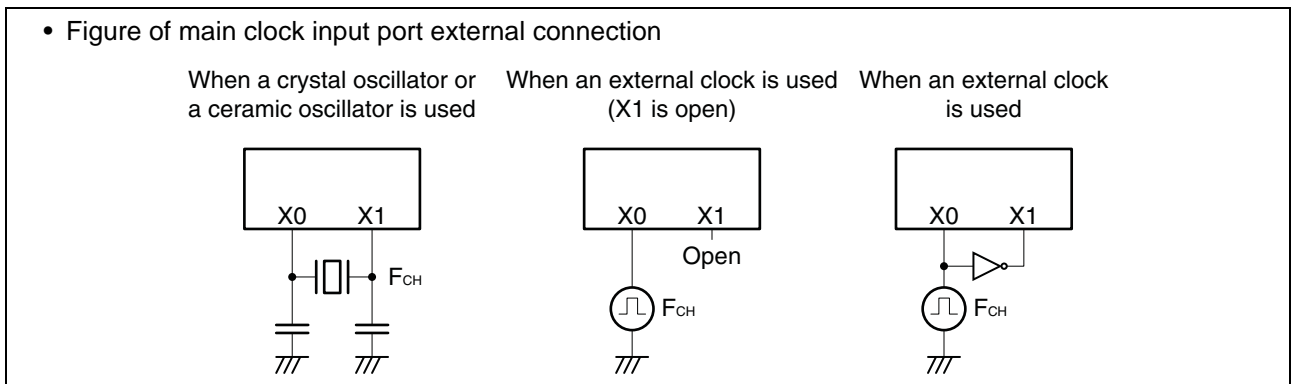 • Figure of main clock input port external connection
When a crystal oscillator or
a ceramic oscillator is used
X0 X1
FCH
When an external clock is used
(X1 is open)
X0 X1
Open
FCH
When an external clock
is used
X0 X1
FCH